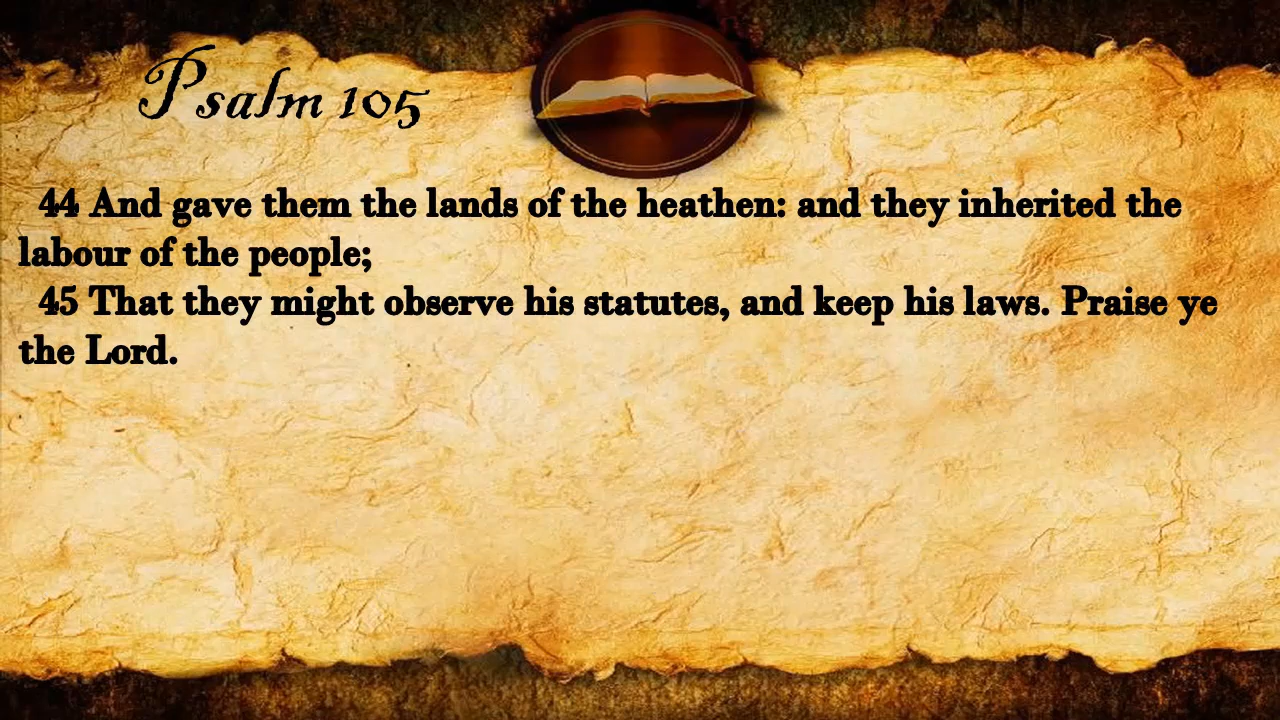 Psalm 105
44 And gave them the lands of the heathen: and they inherited the
labour of the people;
45 That they might observe his statutes, and keep his laws. Praise ye
the Lord.